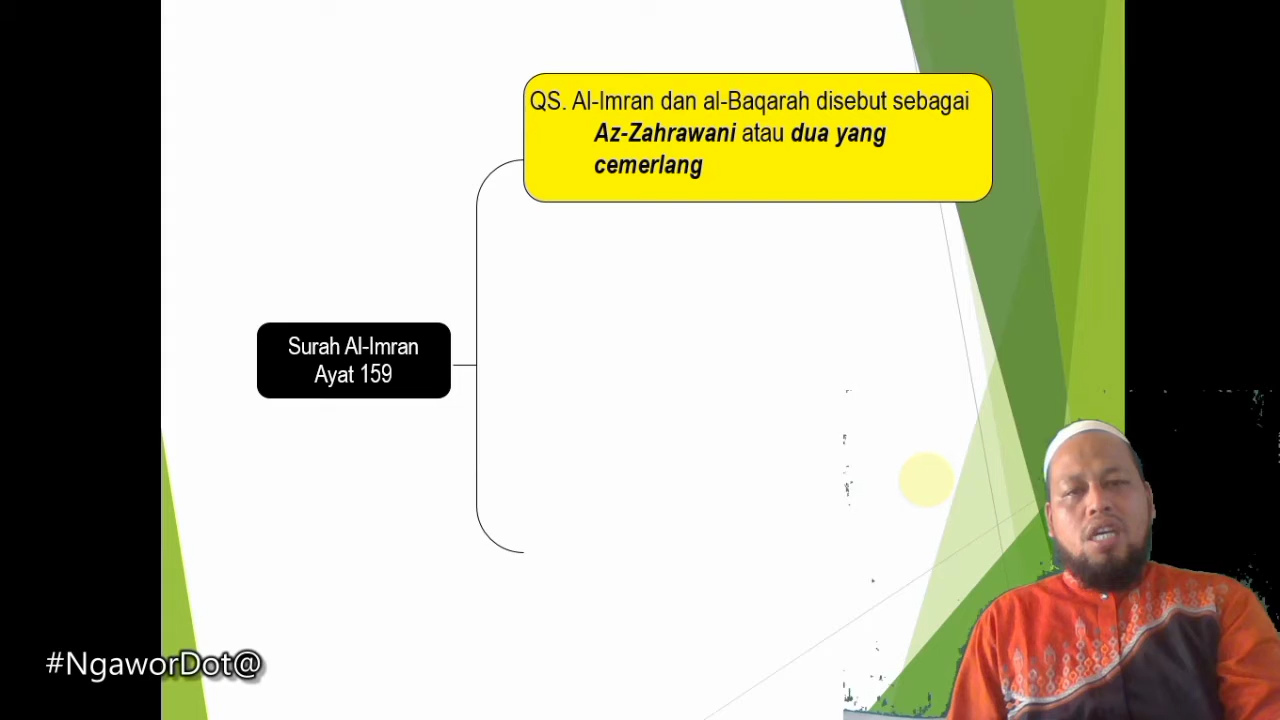 QS. Al-Imran dan al-Baqarah disebut sebagai
Az-Zahrawani atau dua yang
cemerlang
Surah Al-Imran
Ayat 159
#NgaworDot@